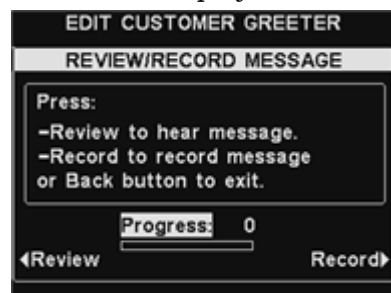 EDIT CUSTOMER GREETER
REVIEW/RECORD MESSAGE
Press:
-Review to hear message.
-Record to record message
or Back button to exit.
Progress: 0
◀Review Record▶